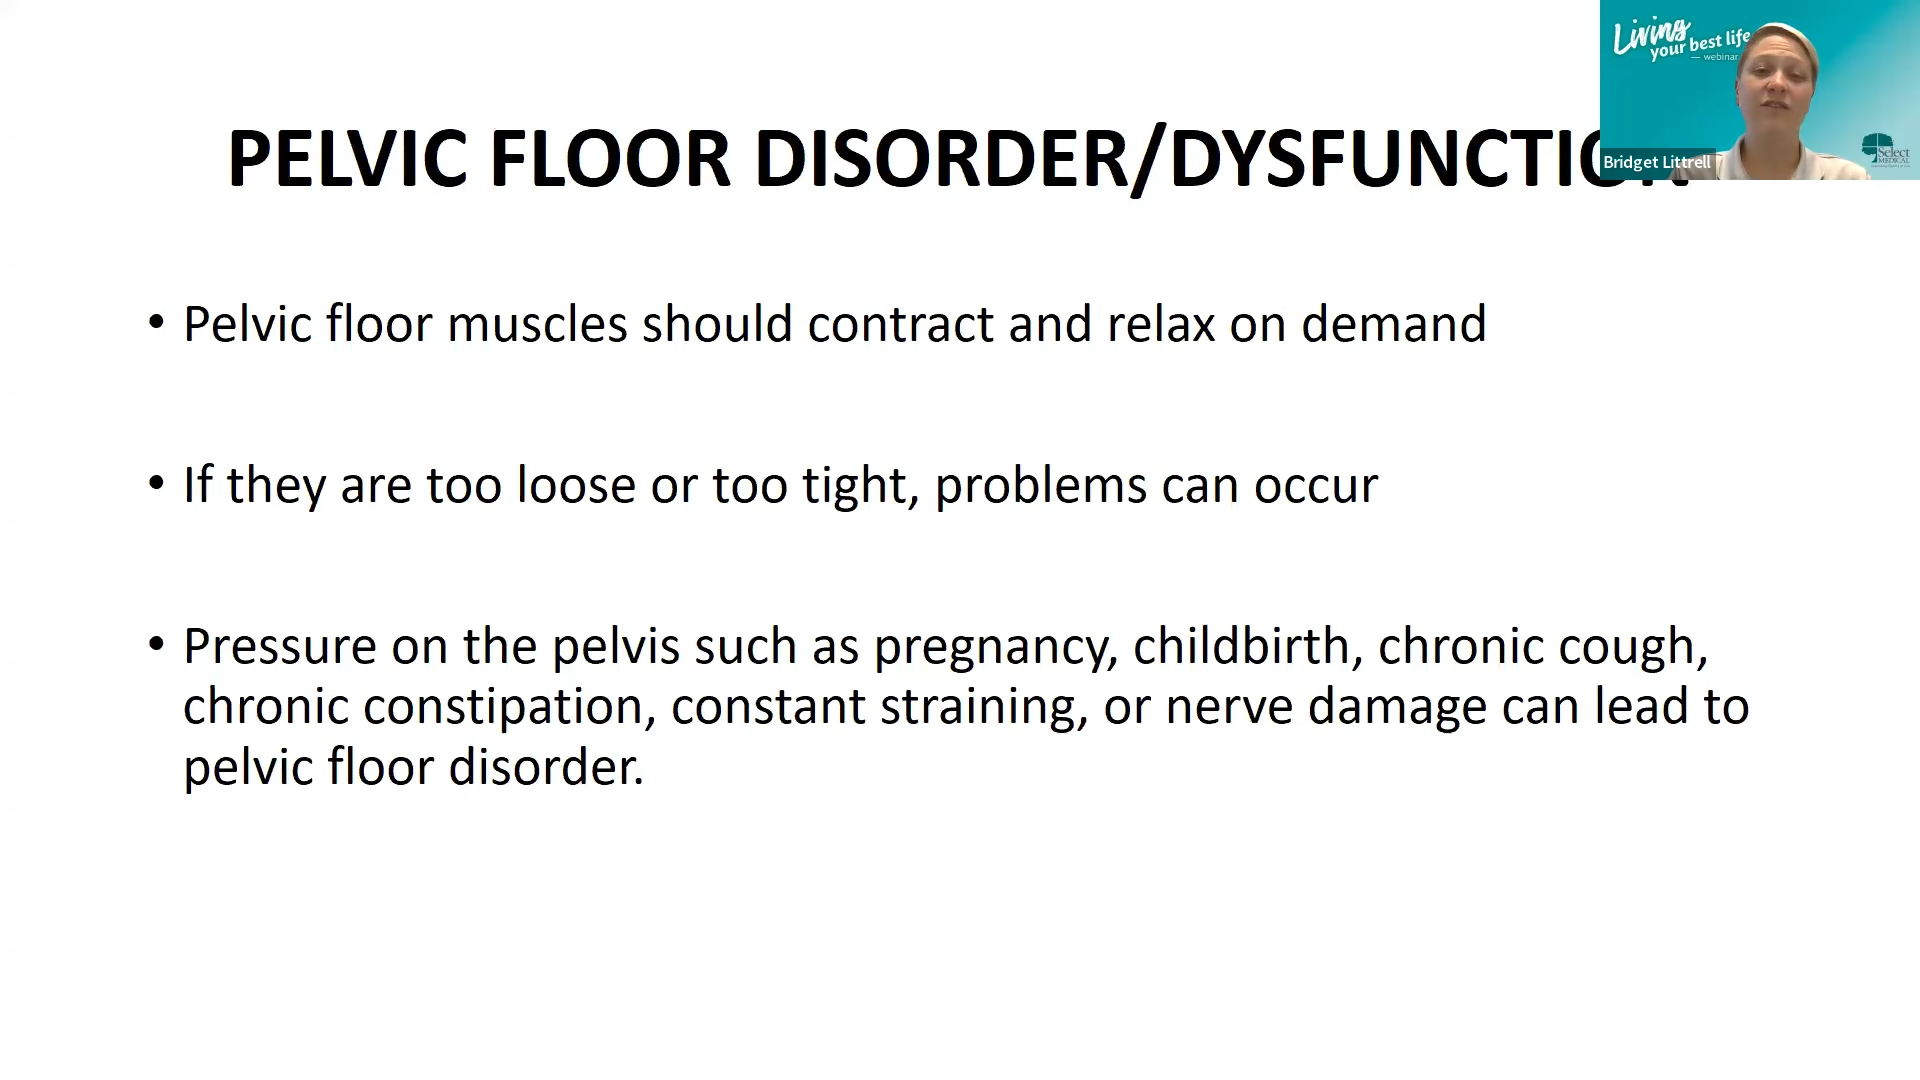 Living
your best life
— webinar
Select
MEDICAL
Bridget Littrell
PELVIC FLOOR DISORDER/DYSFUNCTION
• Pelvic floor muscles should contract and relax on demand
• If they are too loose or too tight, problems can occur
• Pressure on the pelvis such as pregnancy, childbirth, chronic cough,
chronic constipation, constant straining, or nerve damage can lead to
pelvic floor disorder.